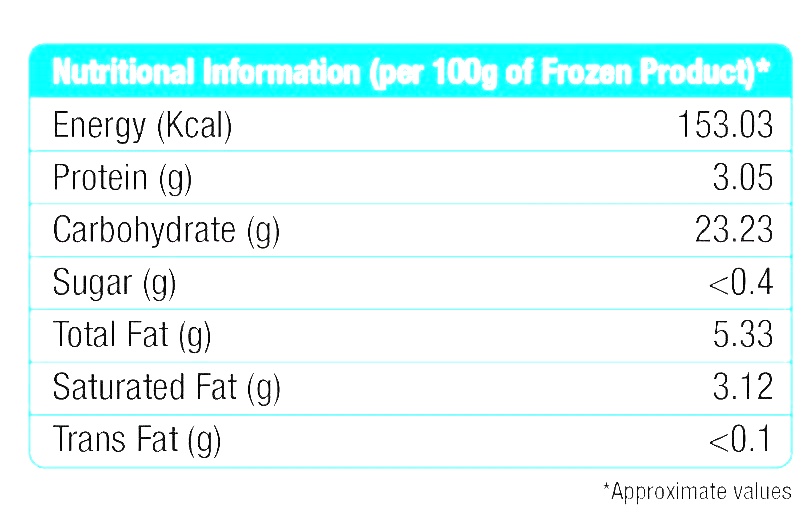 Nutritional Information (per 100g of Frozen Product)*
Energy (Kcal) 153.03
Protein (g) 3.05
Carbohydrate (g) 23.23
Sugar (g) <0.4
Total Fat (g) 5.33
Saturated Fat (g) 3.12
Trans Fat (g) <0.1
*Approximate values